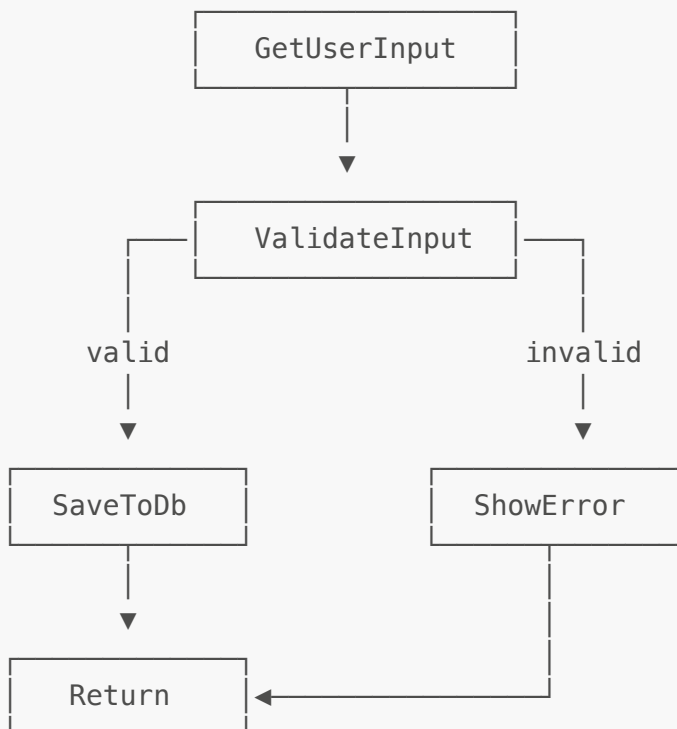 GetUserInput
ValidateInput
valid invalid
SaveToDb ShowError
Return